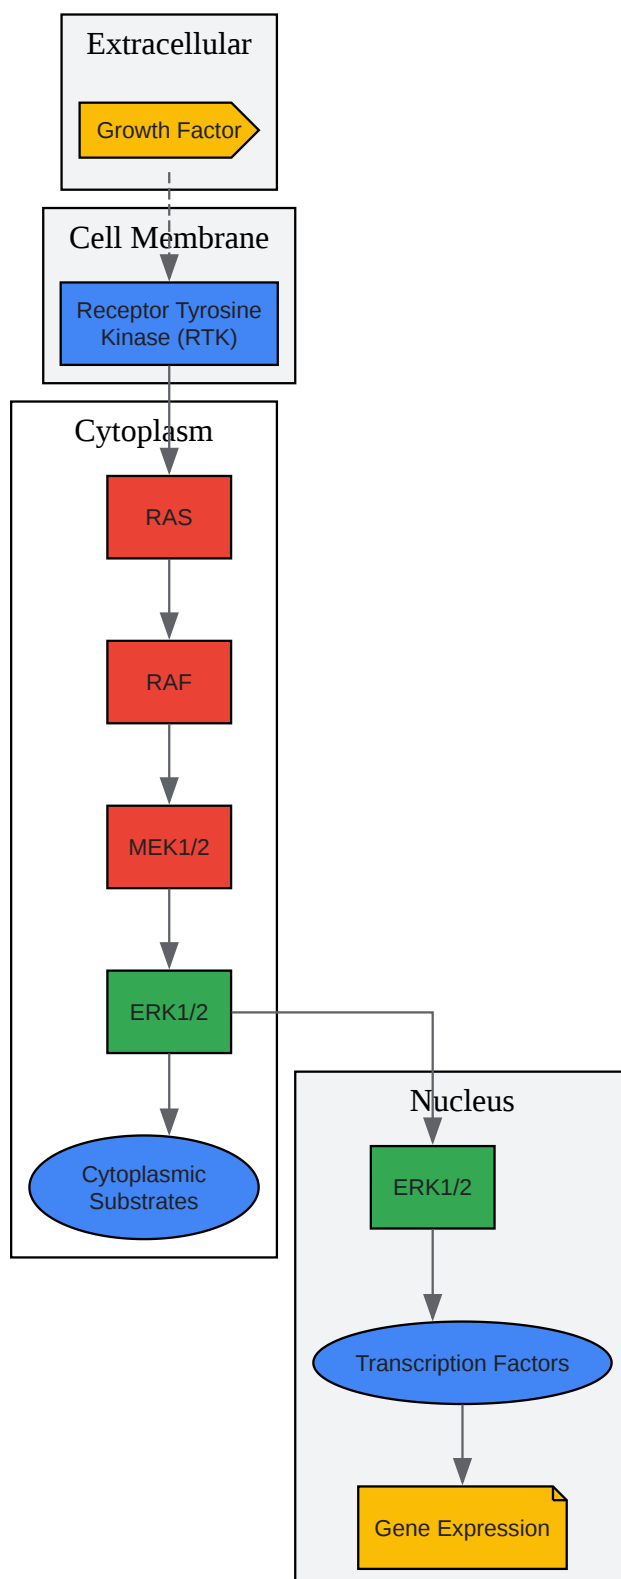 Extracellular
Growth Factor
Cell Membrane
Receptor Tyrosine
Kinase (RTK)
Cytoplasm
RAS
RAF
MEK1/2
ERK1/2
Cytoplasmic
Substrates
Nucleus
ERK1/2
Transcription Factors
Gene Expression